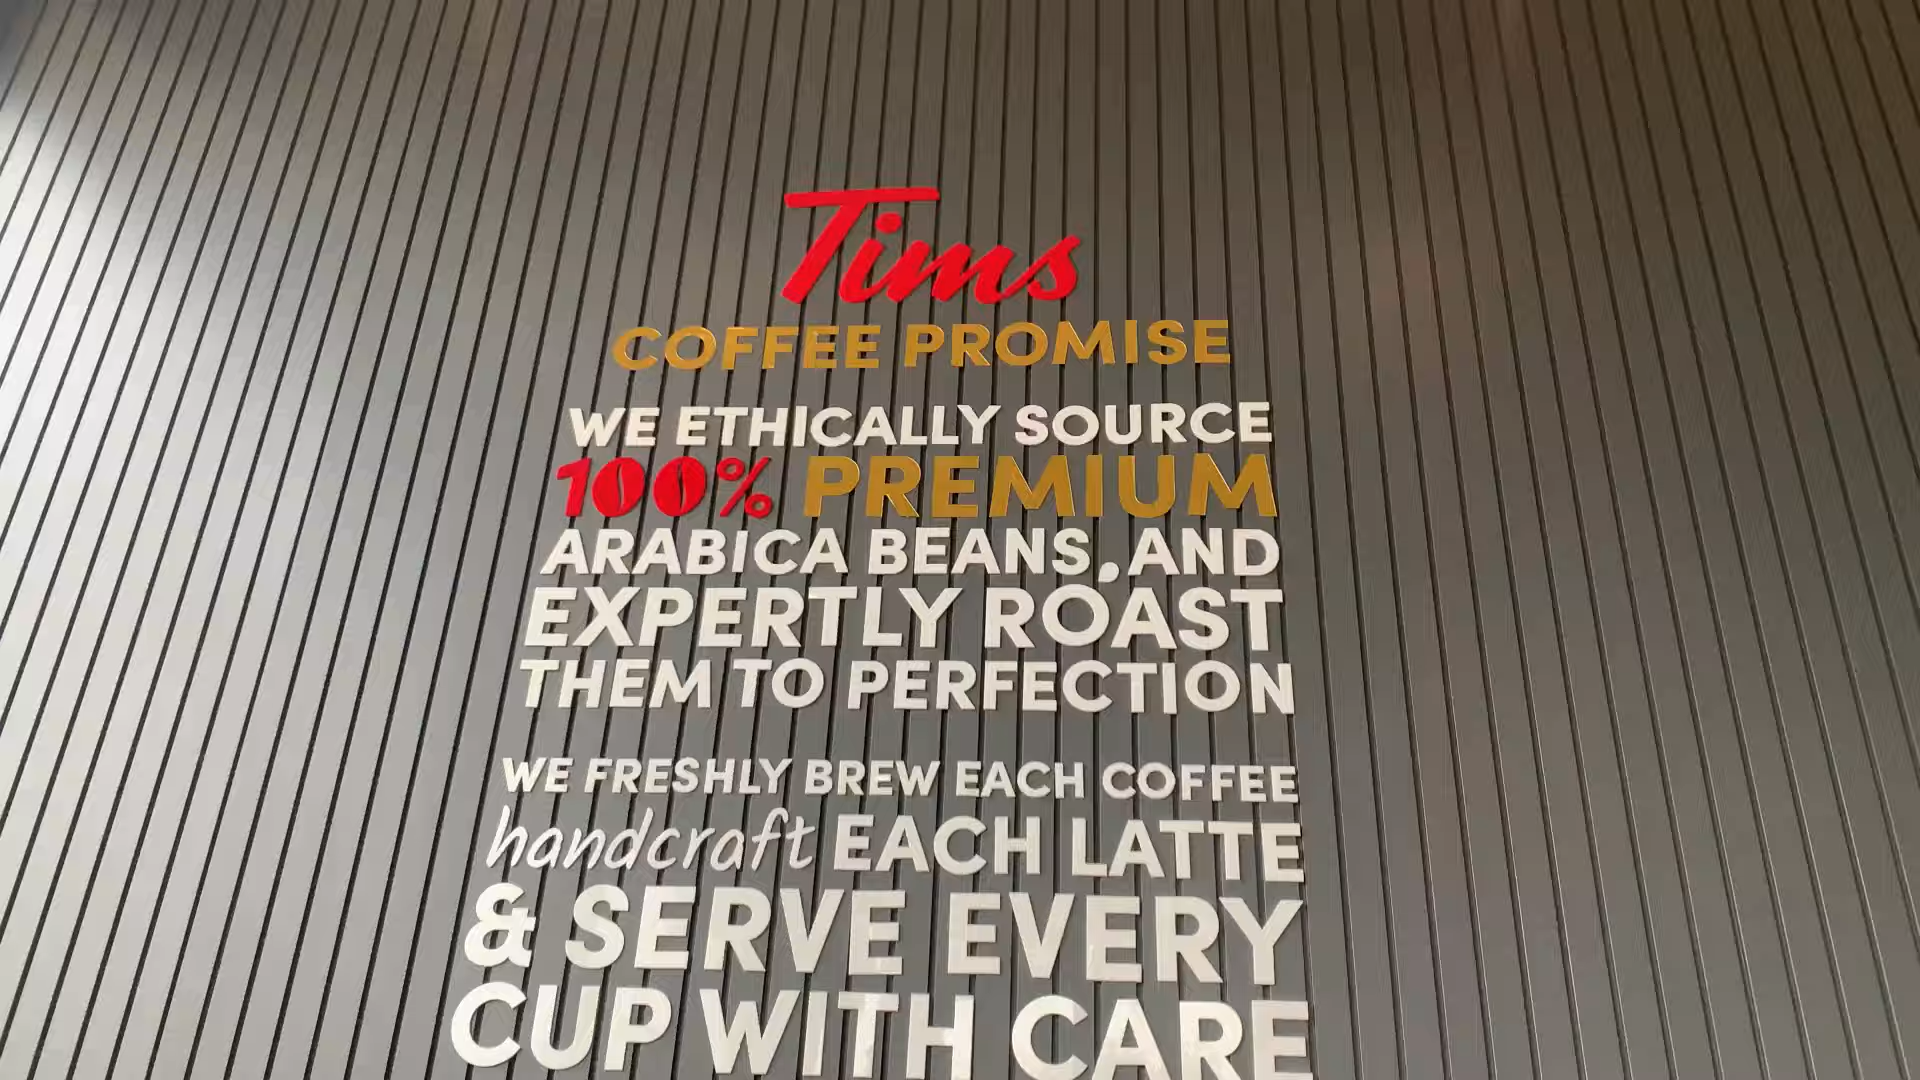 Tims
COFFEE PROMISE
WE ETHICALLY SOURCE
100% PREMIUM
ARABICA BEANS, AND
EXPERTLY ROAST
THEM TO PERFECTION
WE FRESHLY BREW EACH COFFEE
handcraft EACH LATTE
& SERVE EVERY
CUP WITH CARE